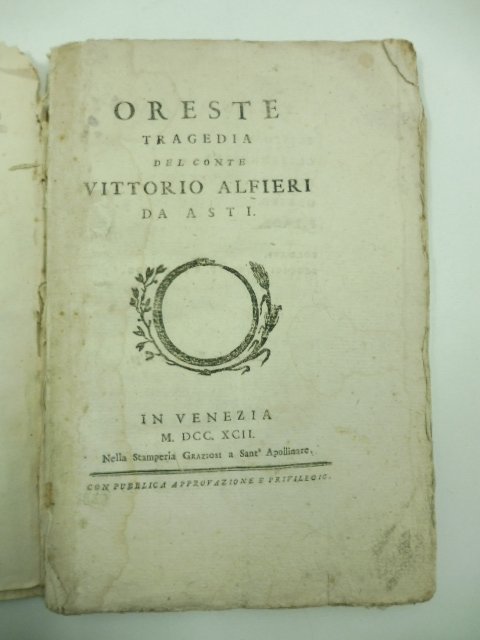 ORESTE
TRAGEDIA
DEL CONTE
VITTORIO ALFIERI
DA ASTI.
IN VENEZIA
M. DCC. XCII.
Nella Stamperia GRAZIOSI a Sant' Apollinare.
CON PUBBLICA APPROVAZIONE E PRIVILEGIO.